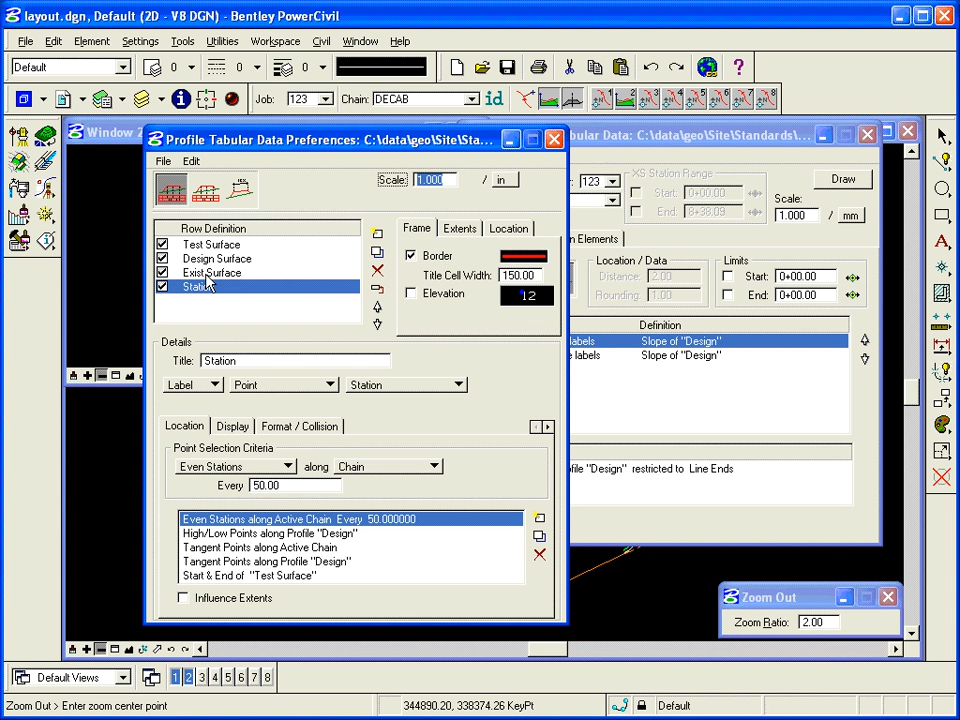 layout.dgn, Default (2D - V8 DGN) - Bentley PowerCivil
File Edit Element Settings Tools Utilities Workspace Civil Window Help
Default 0 0 0
Job: 123 Chain: DECAB id
Window 2
Profile Tabular Data Preferences: C:\data\geo\Site\Sta...
bular Data: C:\data\geo\Site\Standards\...
File Edit
Scale: 1.000 / in
123
XS Station Range
Start: 0+00.00
End: 8+38.09
Draw
Scale:
1.000 / mm
Row Definition
Test Surface
Design Surface
Exist Surface
Station
Frame Extents Location
Border
Title Cell Width: 150.00
Elevation 12
n Elements
Location / Data
Distance: 2.00
Rounding: 1.00
Limits
Start: 0+00.00
End: 0+00.00
Definition
labels Slope of "Design"
e labels Slope of "Design"
Details
Title: Station
Label Point Station
Location Display Format / Collision
Point Selection Criteria
Even Stations along Chain
Every 50.00
file "Design" restricted to Line Ends
Even Stations along Active Chain Every 50.000000
High/Low Points along Profile "Design"
Tangent Points along Active Chain
Tangent Points along Profile "Design"
Start & End of "Test Surface"
Influence Extents
Zoom Out
Zoom Ratio: 2.00
Default Views 1 2 3 4 5 6 7 8
Zoom Out > Enter zoom center point 344890.20, 338374.26 KeyPt Default